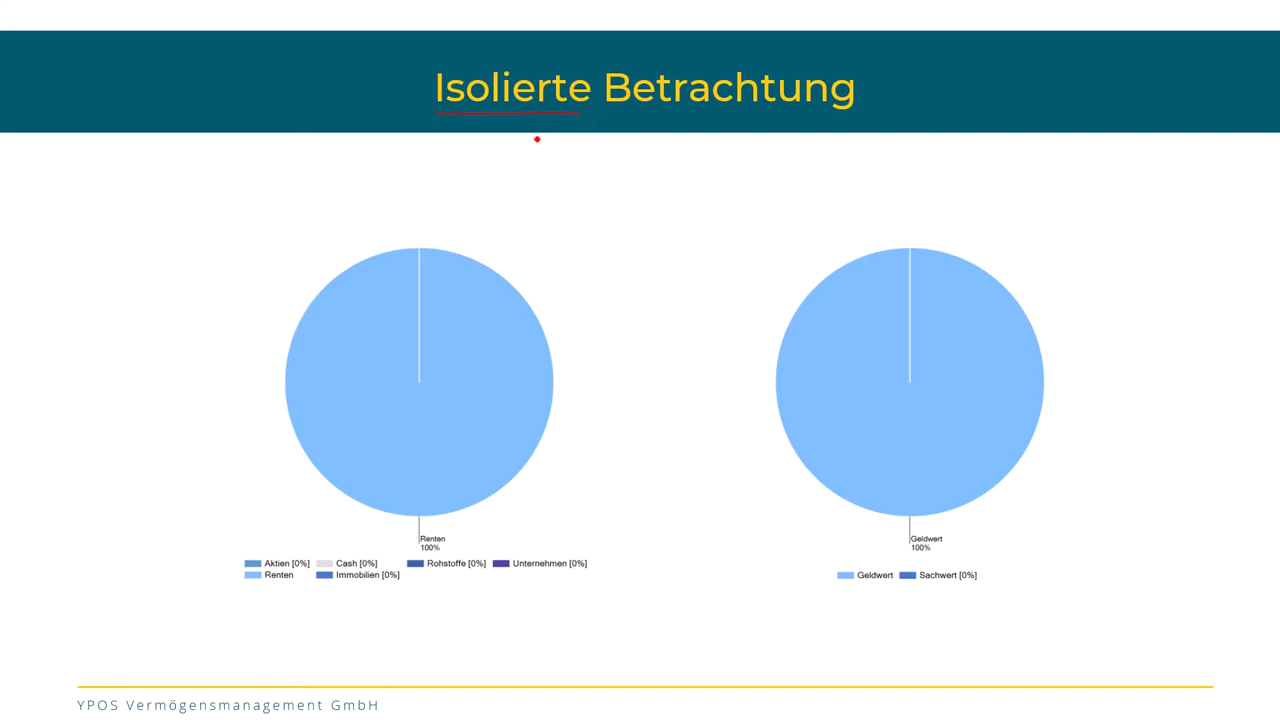 Isolierte Betrachtung
Renten
100%
Aktien [0%] Cash [0%] Rohstoffe [0%] Unternehmen [0%]
Renten Immobilien [0%]
Geldwert
100%
Geldwert Sachwert [0%]
YPOS Vermögensmanagement GmbH